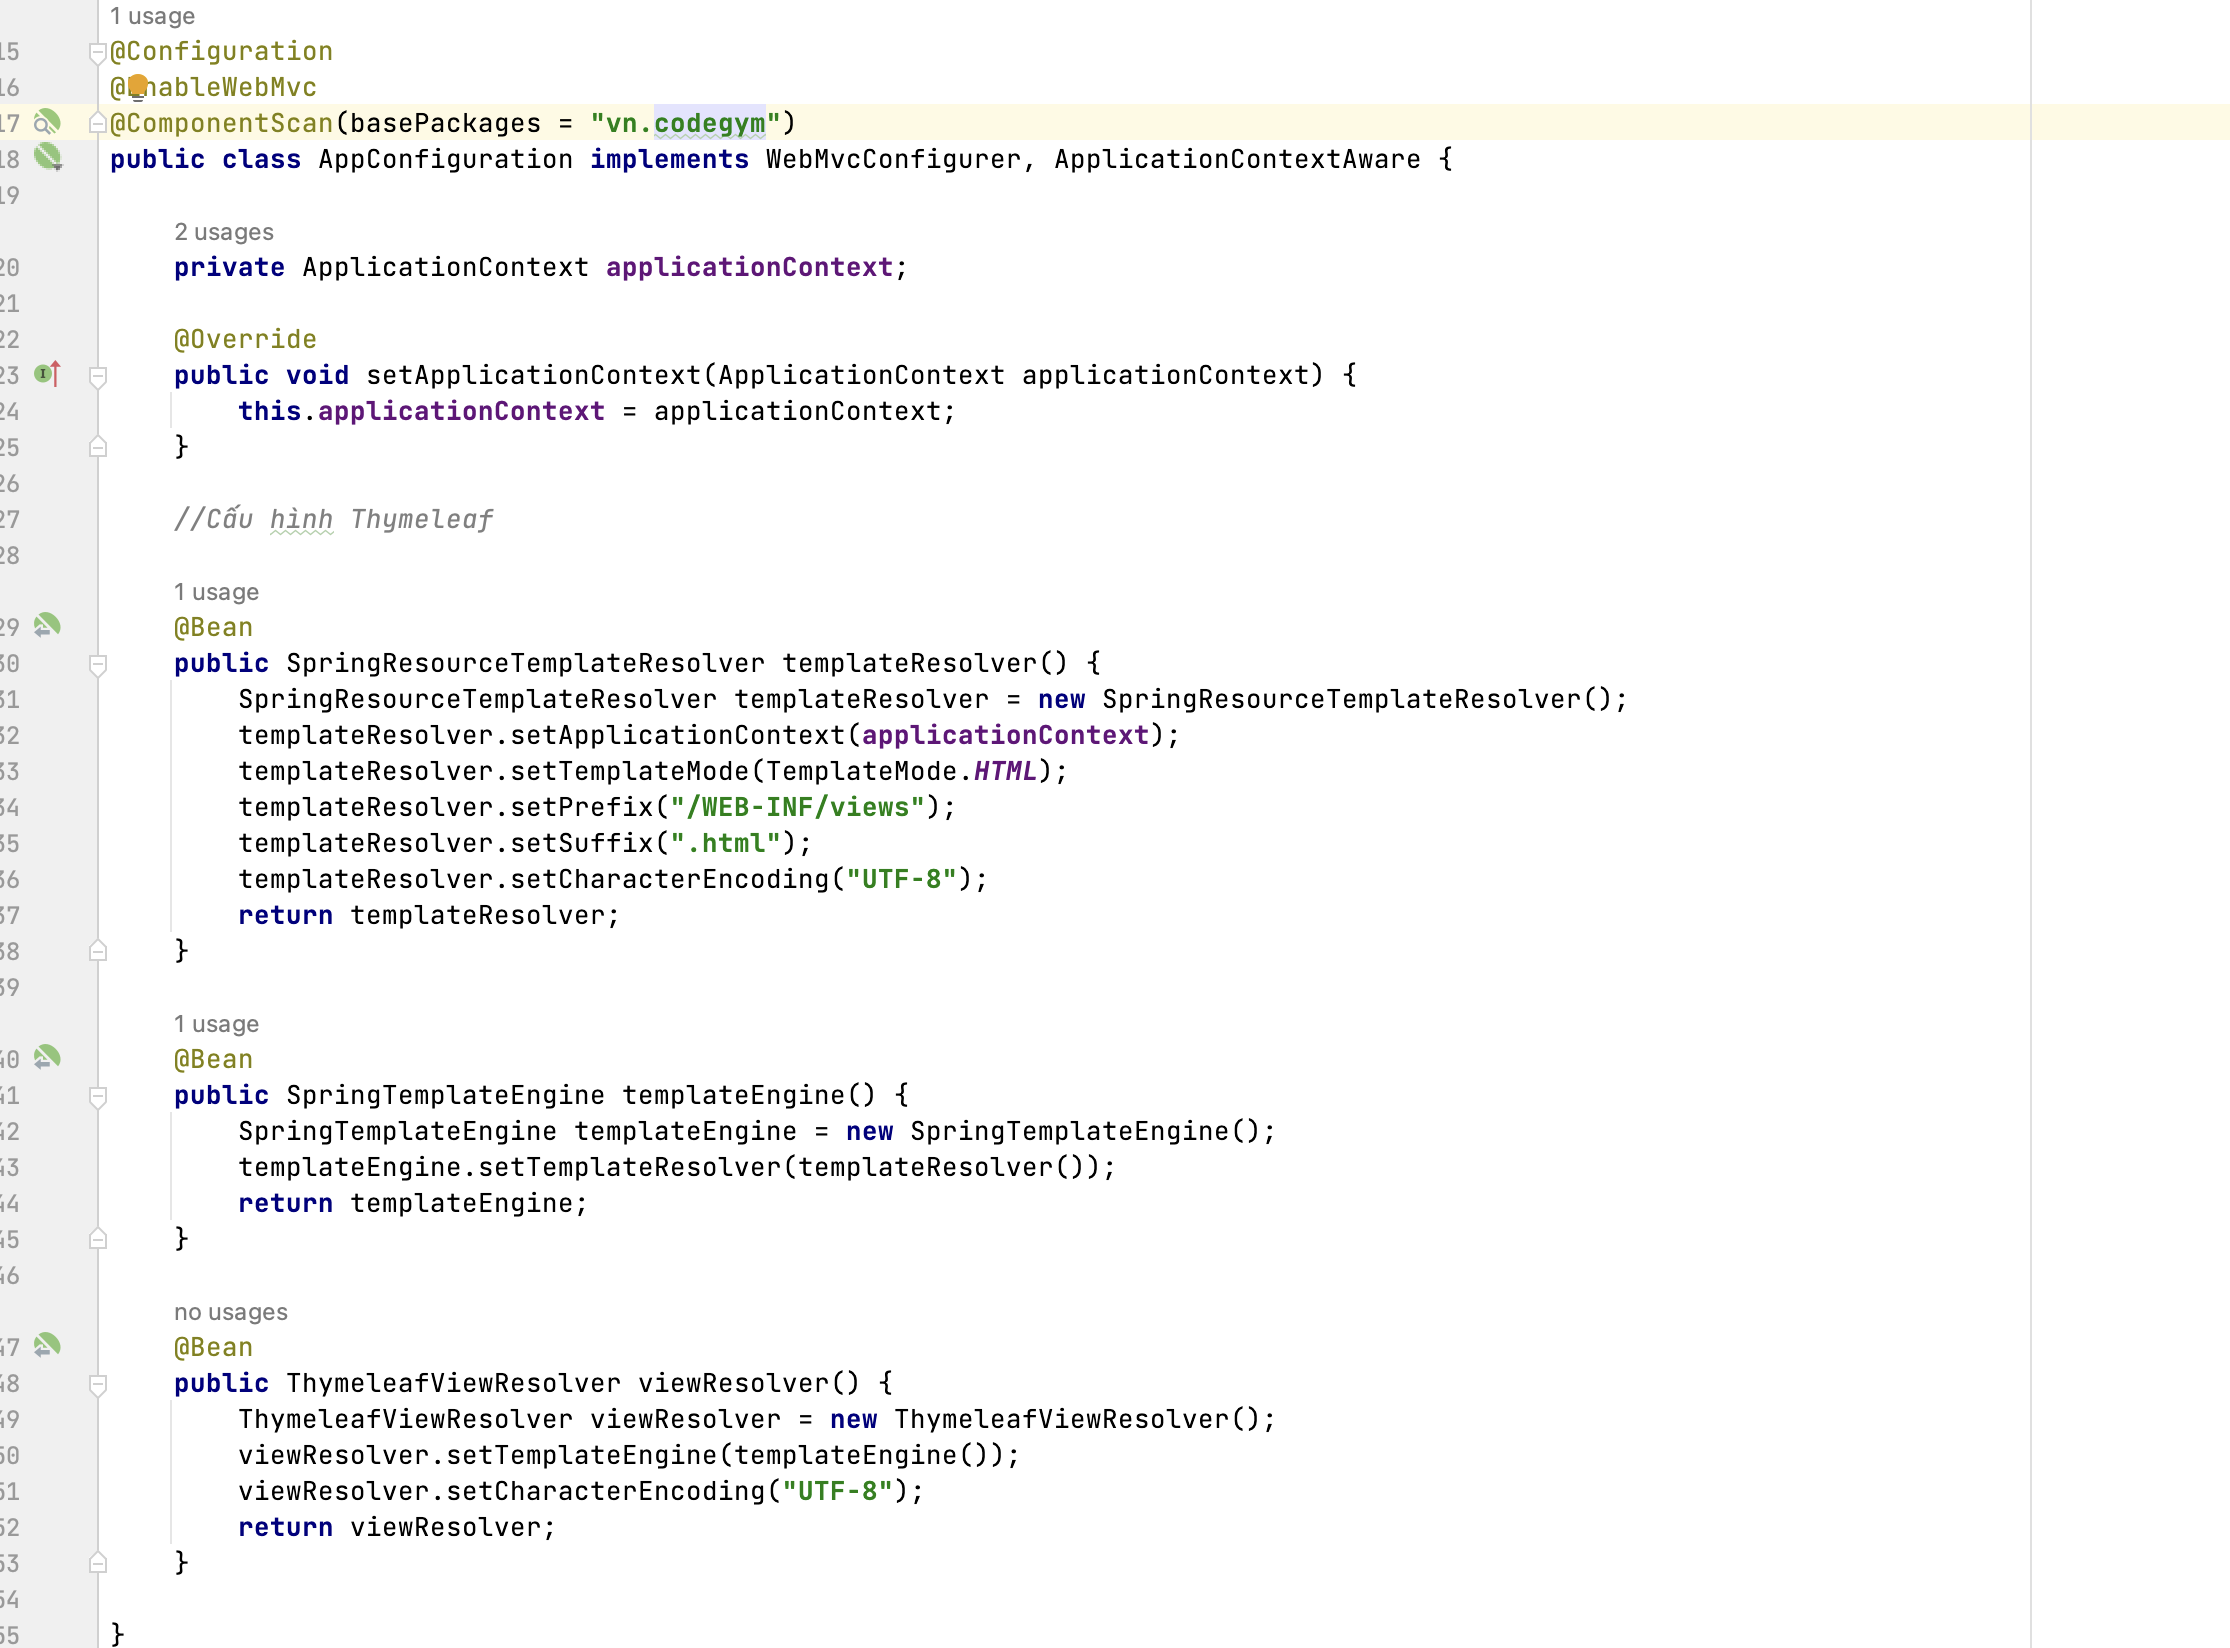 1 usage
15 @Configuration
16 @EnableWebMvc
17 @ComponentScan(basePackages = "vn.codegym")
18 public class AppConfiguration implements WebMvcConfigurer, ApplicationContextAware {
19
2 usages
20 private ApplicationContext applicationContext;
21
22 @Override
23 public void setApplicationContext(ApplicationContext applicationContext) {
24 this.applicationContext = applicationContext;
25 }
26
27 //Cấu hình Thymeleaf
28
1 usage
29 @Bean
30 public SpringResourceTemplateResolver templateResolver() {
31 SpringResourceTemplateResolver templateResolver = new SpringResourceTemplateResolver();
32 templateResolver.setApplicationContext(applicationContext);
33 templateResolver.setTemplateMode(TemplateMode.HTML);
34 templateResolver.setPrefix("/WEB-INF/views");
35 templateResolver.setSuffix(".html");
36 templateResolver.setCharacterEncoding("UTF-8");
37 return templateResolver;
38 }
39
1 usage
40 @Bean
41 public SpringTemplateEngine templateEngine() {
42 SpringTemplateEngine templateEngine = new SpringTemplateEngine();
43 templateEngine.setTemplateResolver(templateResolver());
44 return templateEngine;
45 }
46
no usages
47 @Bean
48 public ThymeleafViewResolver viewResolver() {
49 ThymeleafViewResolver viewResolver = new ThymeleafViewResolver();
50 viewResolver.setTemplateEngine(templateEngine());
51 viewResolver.setCharacterEncoding("UTF-8");
52 return viewResolver;
53 }
54
55 }